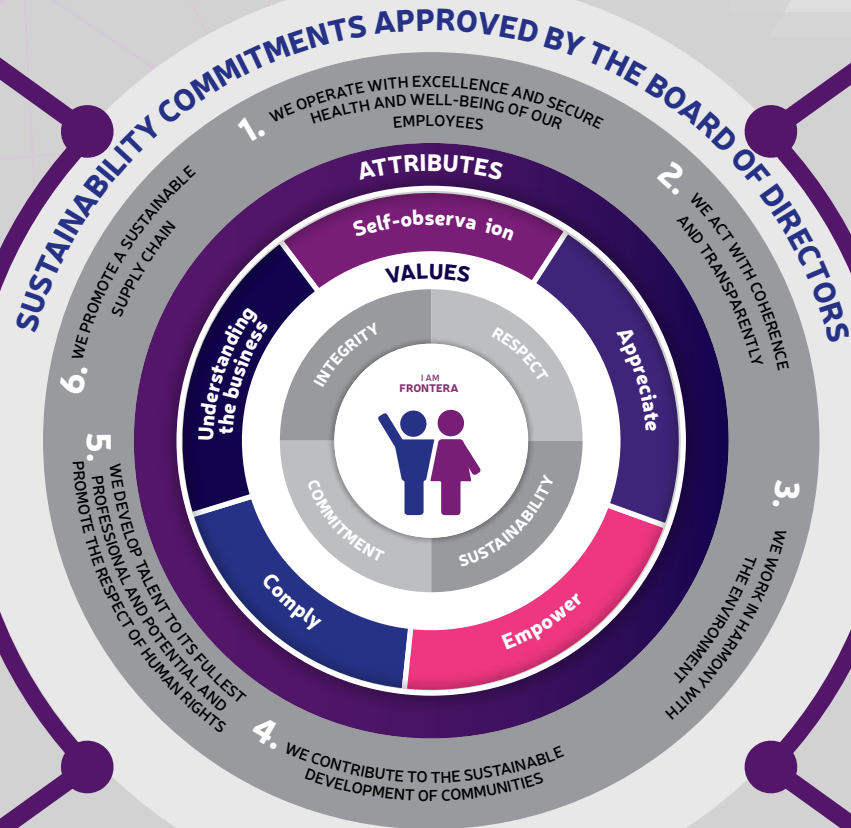 SUSTAINABILITY COMMITMENTS APPROVED BY THE BOARD OF DIRECTORS
1. WE OPERATE WITH EXCELLENCE AND SECURE
HEALTH AND WELL-BEING OF OUR
EMPLOYEES
2. WE ACT WITH COHERENCE
AND TRANSPARENTLY
3. WE WORK IN HARMONY WITH
THE ENVIRONMENT
4. WE CONTRIBUTE TO THE SUSTAINABLE
DEVELOPMENT OF COMMUNITIES
5. WE DEVELOP TALENT TO ITS FULLEST
PROFESSIONAL AND POTENTIAL AND
PROMOTE THE RESPECT OF HUMAN RIGHTS
6. WE PROMOTE A SUSTAINABLE
SUPPLY CHAIN
ATTRIBUTES
Self-observa ion
Appreciate
Empower
Comply
Understanding
the business
VALUES
INTEGRITY
RESPECT
SUSTAINABILITY
COMMITMENT
I AM
FRONTERA